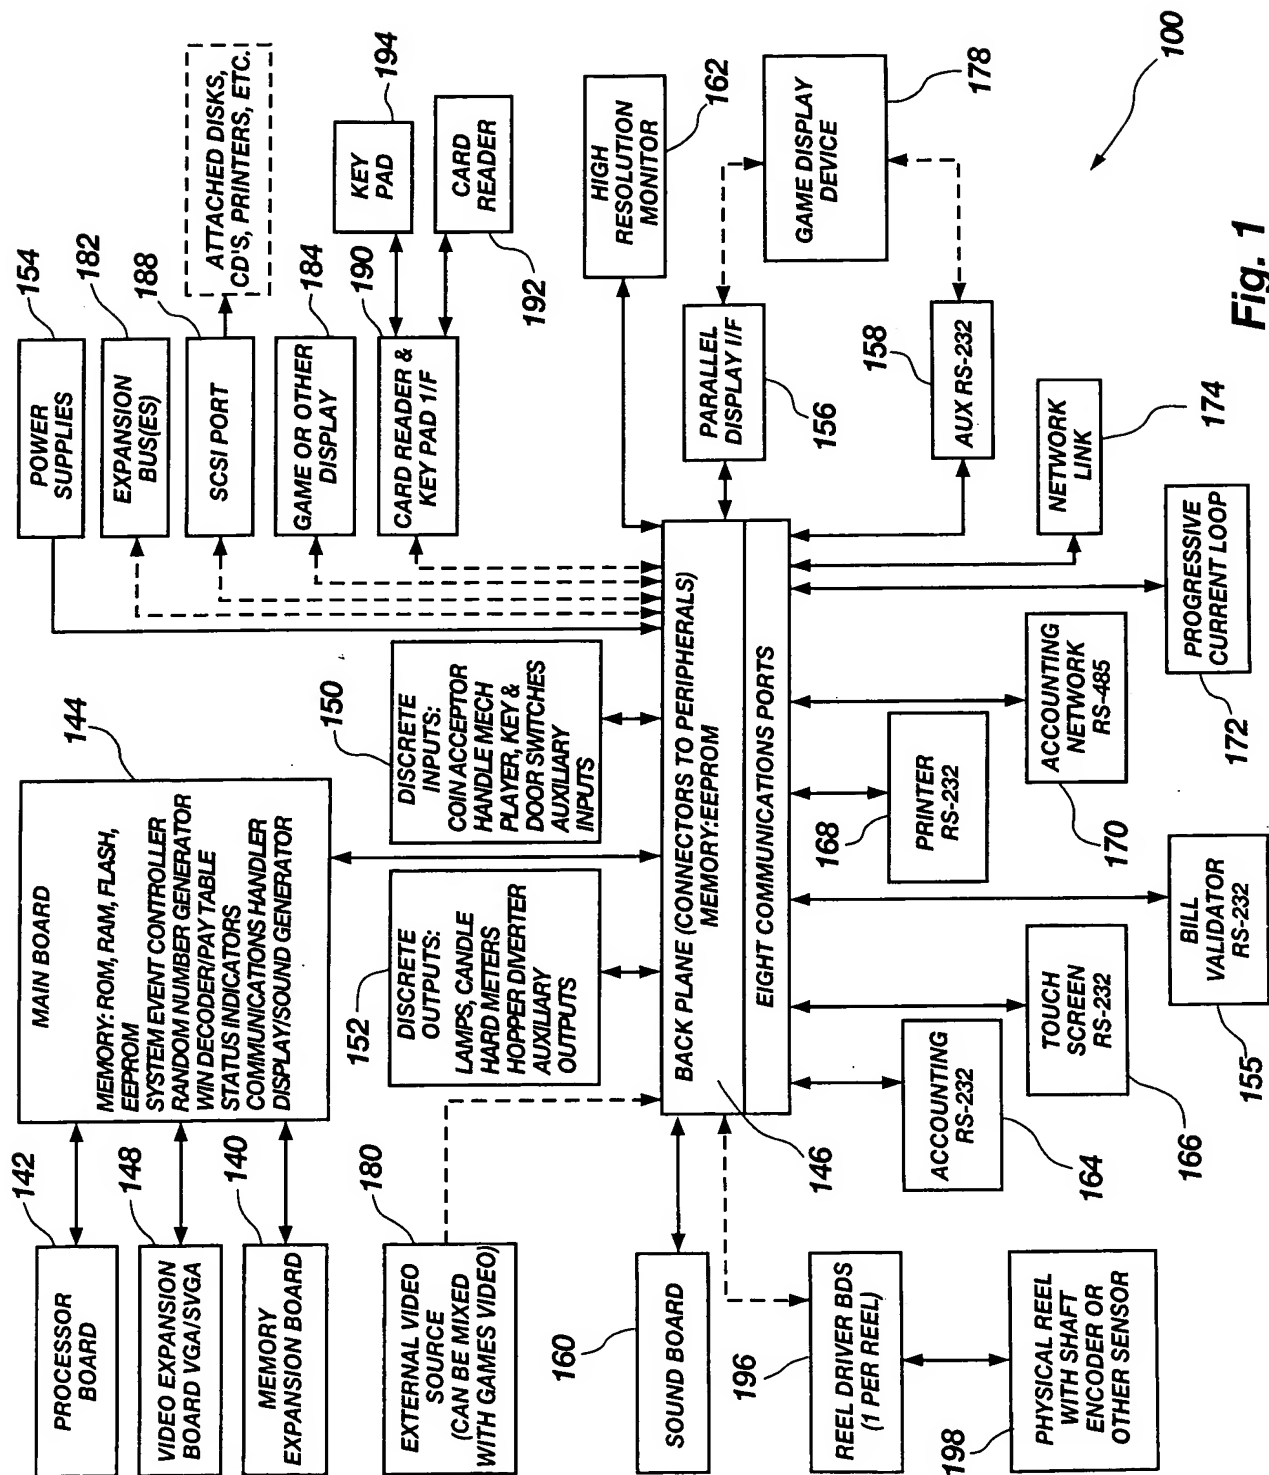 142
PROCESSOR
BOARD
148
VIDEO EXPANSION
BOARD VGA/SVGA
140
MEMORY
EXPANSION BOARD
144
MAIN BOARD
MEMORY: ROM, RAM, FLASH,
EEPROM
SYSTEM EVENT CONTROLLER
RANDOM NUMBER GENERATOR
WIN DECODER/PAY TABLE
STATUS INDICATORS
COMMUNICATIONS HANDLER
DISPLAY/SOUND GENERATOR
154
POWER
SUPPLIES
182
EXPANSION
BUS(ES)
188
SCSI PORT
ATTACHED DISKS,
CD'S, PRINTERS, ETC.
184
GAME OR OTHER
DISPLAY
190
CARD READER &
KEY PAD 1/F
194
KEY
PAD
CARD
READER
192
180
EXTERNAL VIDEO
SOURCE
(CAN BE MIXED
WITH GAMES VIDEO)
152
DISCRETE
OUTPUTS:
LAMPS, CANDLE
HARD METERS
HOPPER DIVERTER
AUXILIARY
OUTPUTS
150
DISCRETE
INPUTS:
COIN ACCEPTOR
HANDLE MECH
PLAYER, KEY &
DOOR SWITCHES
AUXILIARY
INPUTS
HIGH
RESOLUTION
MONITOR
162
160
SOUND BOARD
BACK PLANE (CONNECTORS TO PERIPHERALS)
MEMORY:EEPROM
EIGHT COMMUNICATIONS PORTS
146
PARALLEL
DISPLAY I/F
156
GAME DISPLAY
DEVICE
178
196
REEL DRIVER BDS
(1 PER REEL)
198
PHYSICAL REEL
WITH SHAFT
ENCODER OR
OTHER SENSOR
ACCOUNTING
RS-232
164
TOUCH
SCREEN
RS-232
166
BILL
VALIDATOR
RS-232
155
168
PRINTER
RS-232
ACCOUNTING
NETWORK
RS-485
170
PROGRESSIVE
CURRENT LOOP
172
NETWORK
LINK
174
158
AUX RS-232
100
Fig. 1